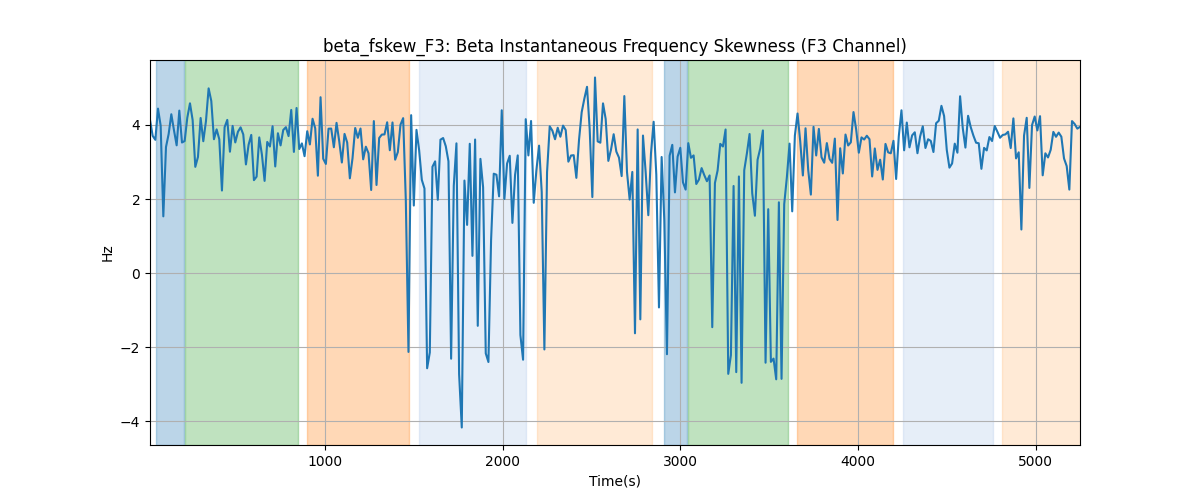 beta_fskew_F3: Beta Instantaneous Frequency Skewness (F3 Channel)
4
2
0
−2
−4
Hz
1000 2000 3000 4000 5000
Time(s)